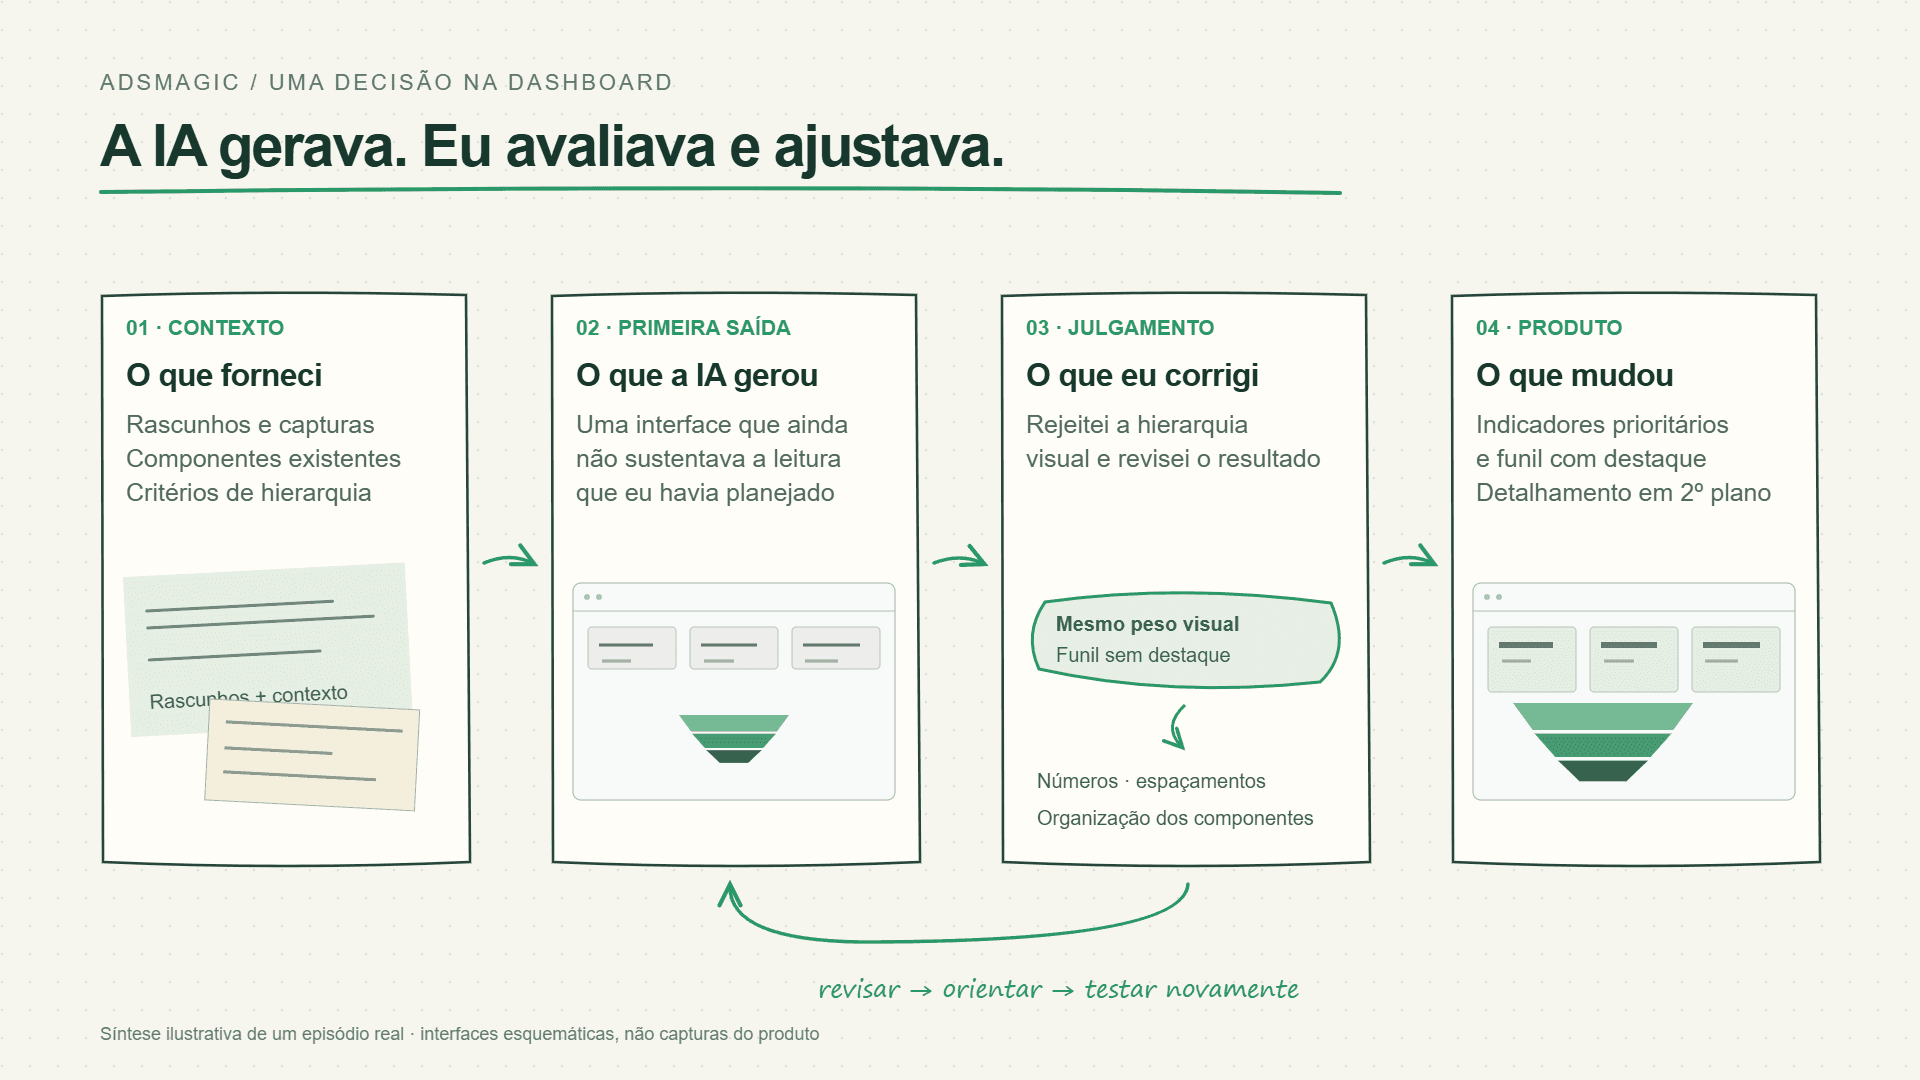 ADSMAGIC / UMA DECISÃO NA DASHBOARD
A IA gerava. Eu avaliava e ajustava.
01 · CONTEXTO
O que forneci
Rascunhos e capturas
Componentes existentes
Critérios de hierarquia
Rascunhos + contexto
02 · PRIMEIRA SAÍDA
O que a IA gerou
Uma interface que ainda
não sustentava a leitura
que eu havia planejado
03 · JULGAMENTO
O que eu corrigi
Rejeitei a hierarquia
visual e revisei o resultado
Mesmo peso visual
Funil sem destaque
Números · espaçamentos
Organização dos componentes
04 · PRODUTO
O que mudou
Indicadores prioritários
e funil com destaque
Detalhamento em 2º plano
revisar → orientar → testar novamente
Síntese ilustrativa de um episódio real · interfaces esquemáticas, não capturas do produto